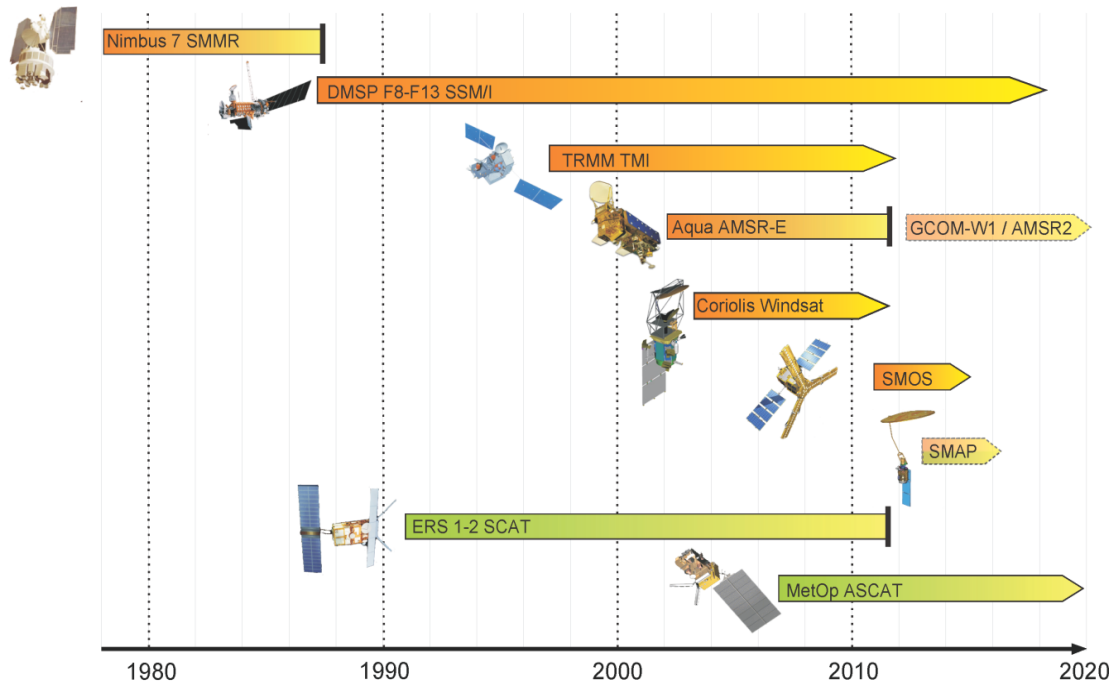 Nimbus 7 SMMR
DMSP F8-F13 SSM/I
TRMM TMI
Aqua AMSR-E
GCOM-W1 / AMSR2
Coriolis Windsat
SMOS
SMAP
ERS 1-2 SCAT
MetOp ASCAT
1980 1990 2000 2010 2020